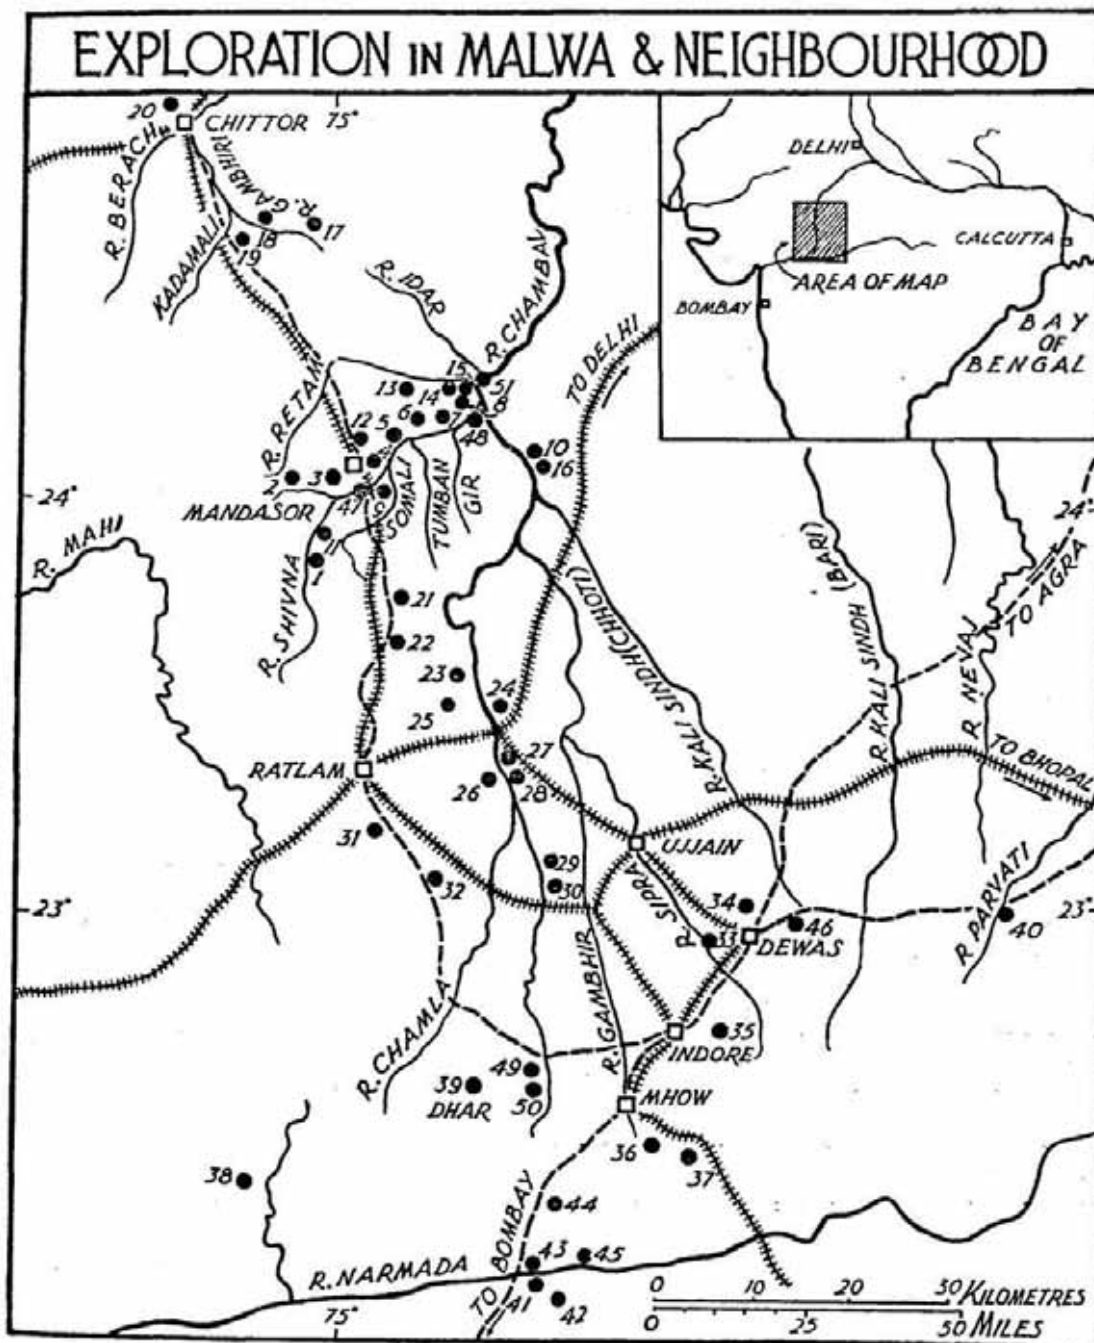 EXPLORATION IN MALWA & NEIGHBOURHOOD
20
CHITTOR 75°
R. BERACH
R. GAMBHIRI
KADAMALI
18
17
19
DELHI
CALCUTTA
AREA OF MAP
BOMBAY
BAY
OF
BENGAL
R. IDAR
R. CHAMBAL
TO DELHI
R. RETAM
15
51
13
14
8
12
5
6
7
48
10
16
2
3
4
47
9
MANDASOR
SOMALI
TUMBAN
GIR
24°
24°
R. MAHI
11
1
R. SHIVNA
21
22
23
24
25
R. KALI SINDH (CHHOTI)
R. KALI SINDH (BARI)
R NEVAJ
TO AGRA
TO BHOPAL
RATLAM
27
26
28
31
32
29
30
UJJAIN
R. SIPRA
34
33
DEWAS
46
40
R PARVATI
23°
23°
R. GAMBHIR
R. CHAMLA
35
INDORE
49
39
DHAR
50
MHOW
36
37
38
44
TO BOMBAY
43
45
R. NARMADA
41
42
75°
0 10 20 30 KILOMETRES
0 25 50 MILES